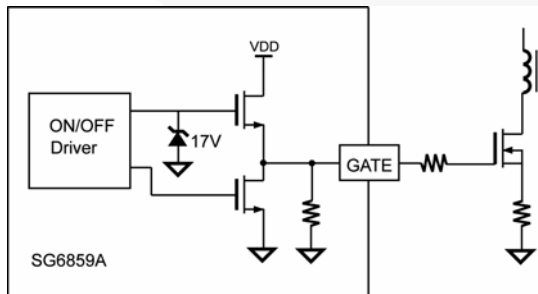 VDD
ON/OFF
Driver
17V
GATE
SG6859A